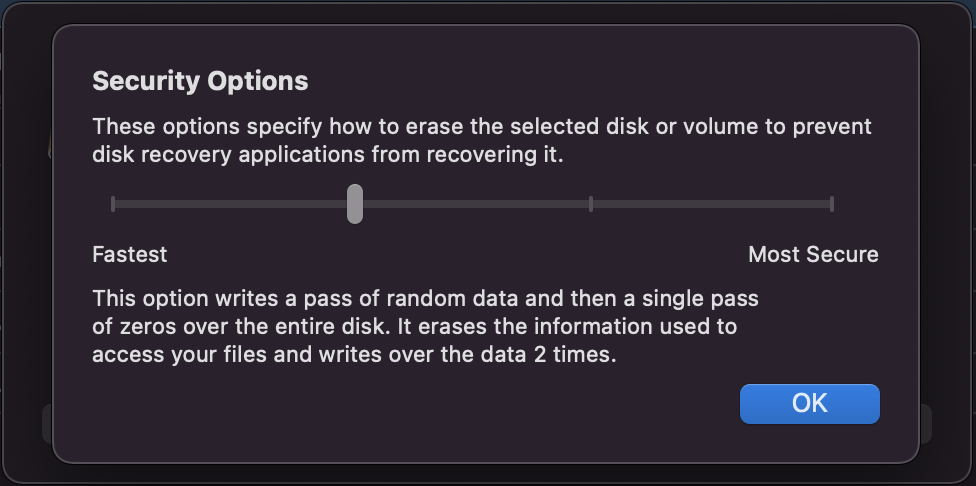 Security Options
These options specify how to erase the selected disk or volume to prevent
disk recovery applications from recovering it.
Fastest
Most Secure
This option writes a pass of random data and then a single pass
of zeros over the entire disk. It erases the information used to
access your files and writes over the data 2 times.
OK